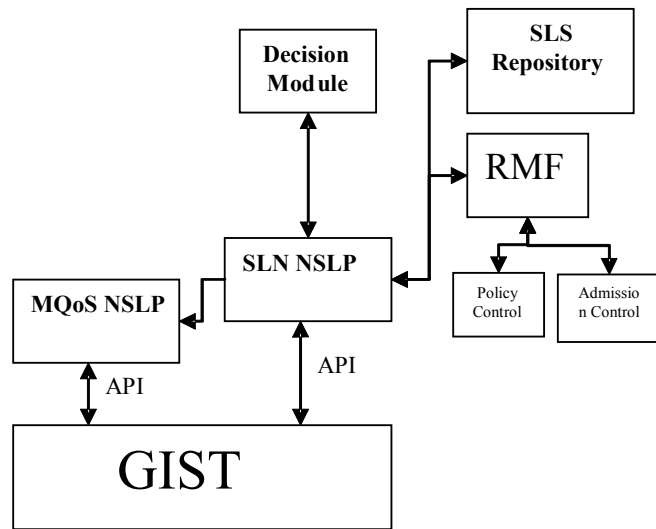 Decision
Module
SLS
Repository
RMF
SLN NSLP
MQoS NSLP
Policy
Control
Admissio
n Control
API
API
GIST